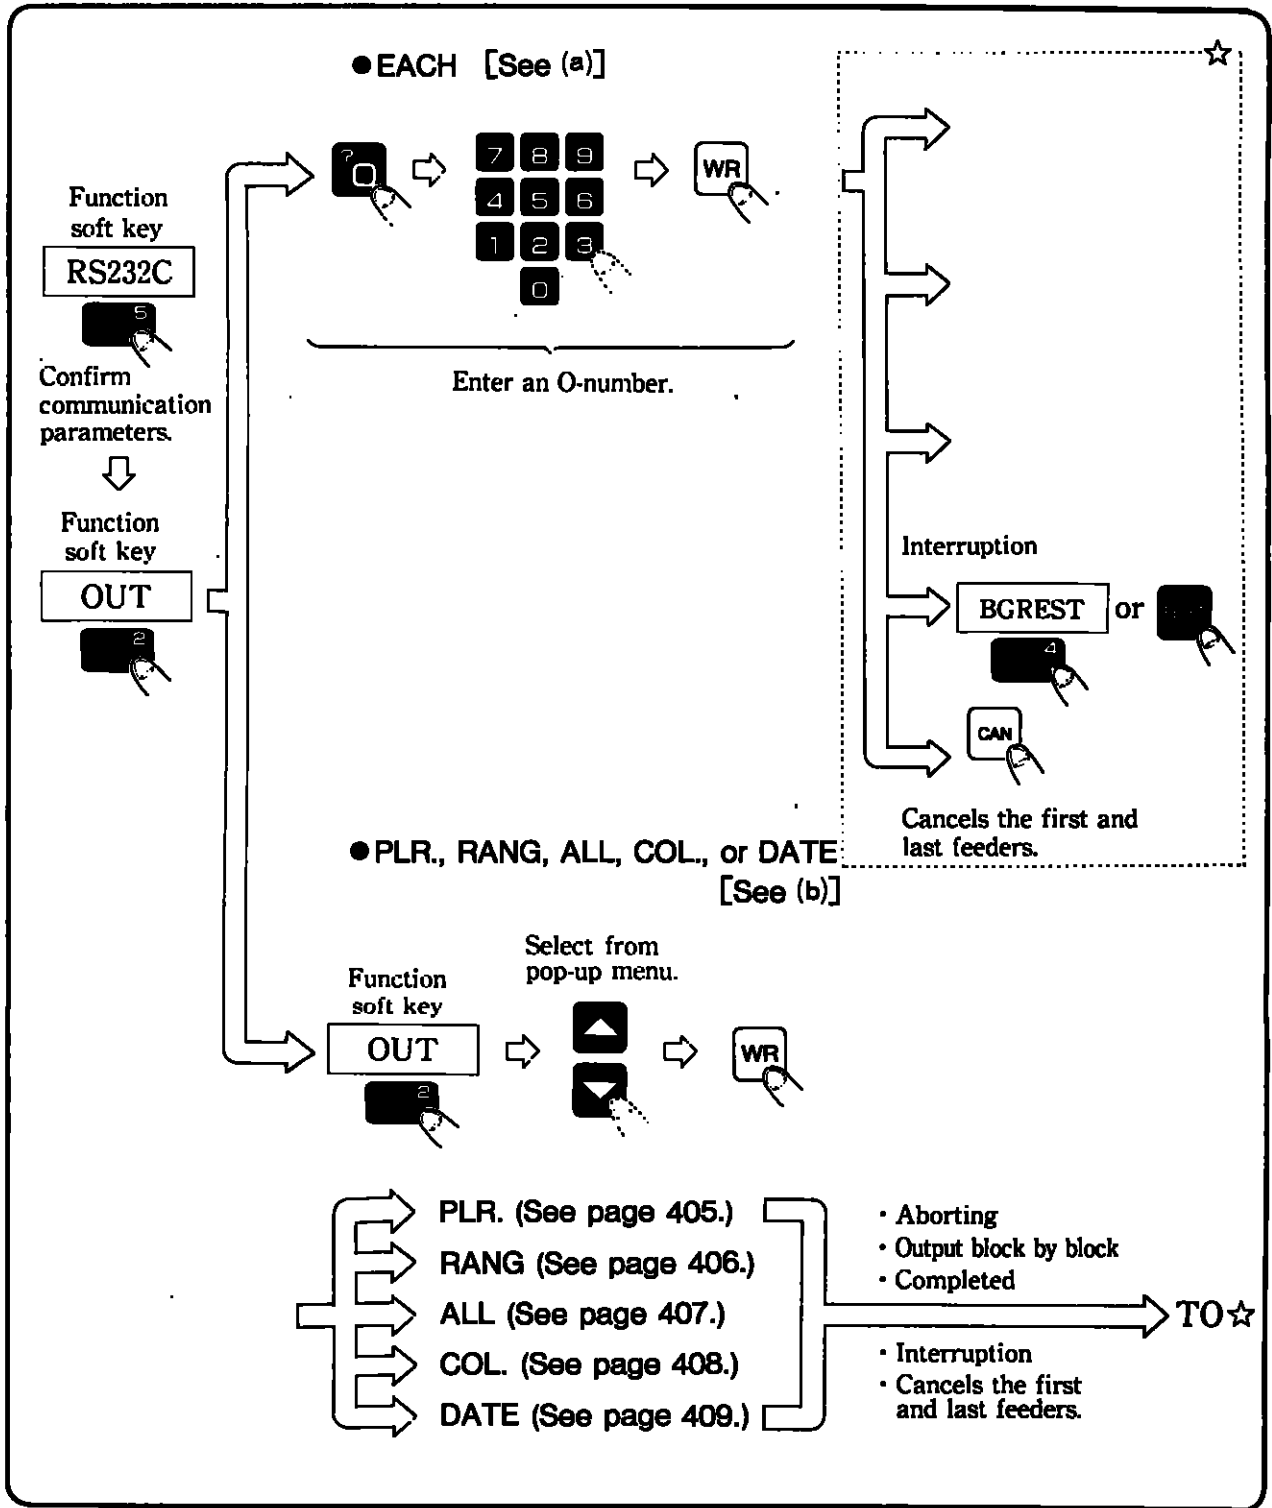 ●EACH [See (a)]
☆
Function
soft key
RS232C
5
Confirm
communication
parameters.
Function
soft key
OUT
2
?
O
7 8 9
4 5 6
1 2 3
0
WR
Enter an O-number.
Interruption
BGREST or
4
CAN
Cancels the first and
last feeders.
●PLR., RANG, ALL, COL., or DATE
[See (b)]
Function
soft key
OUT
2
Select from
pop-up menu.
WR
PLR. (See page 405.)
RANG (See page 406.)
ALL (See page 407.)
COL. (See page 408.)
DATE (See page 409.)
・Aborting
・Output block by block
・Completed
TO☆
・Interruption
・Cancels the first
and last feeders.